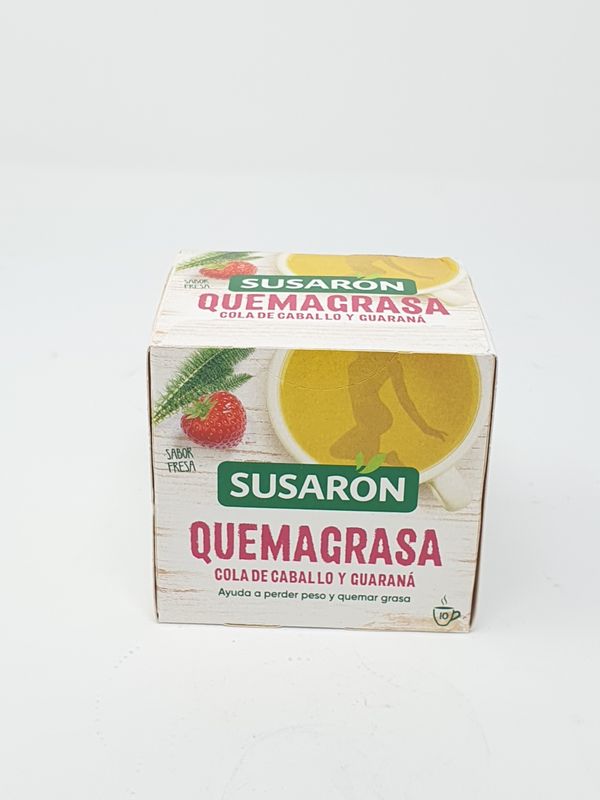 SABOR
FRESA
SUSARÓN
QUEMAGRASA
COLA DE CABALLO Y GUARANÁ
SABOR
FRESA
SUSARÓN
QUEMAGRASA
COLA DE CABALLO Y GUARANÁ
Ayuda a perder peso y quemar grasa
10